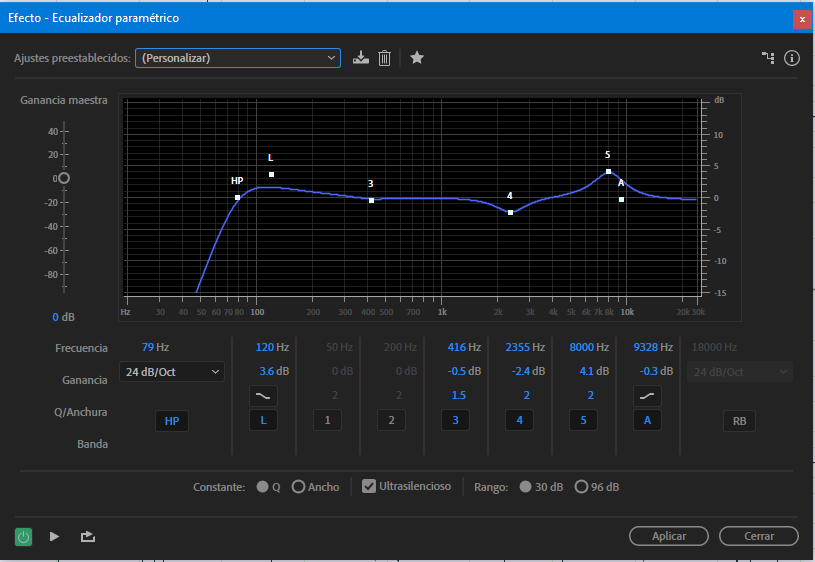 Efecto - Ecualizador paramétrico
x
Ajustes preestablecidos: (Personalizar)
Ganancia maestra
40
20
0
-20
-40
-60
-80
0 dB
HP
L
3
4
5
A
dB
10
5
0
-5
-10
-15
Hz 30 40 50 60 70 80 100 200 300 400 500 700 1k 2k 3k 4k 5k 6k 7k 8k 10k 20k 30k
Frecuencia 79 Hz 120 Hz 50 Hz 200 Hz 416 Hz 2355 Hz 8000 Hz 9328 Hz 18000 Hz
Ganancia 24 dB/Oct 3.6 dB 0 dB 0 dB -0.5 dB -2.4 dB 4.1 dB -0.3 dB 24 dB/Oct
Q/Anchura 2 2 1.5 2 2
Banda HP L 1 2 3 4 5 A RB
Constante: Q Ancho Ultrasilencioso Rango: 30 dB 96 dB
Aplicar Cerrar